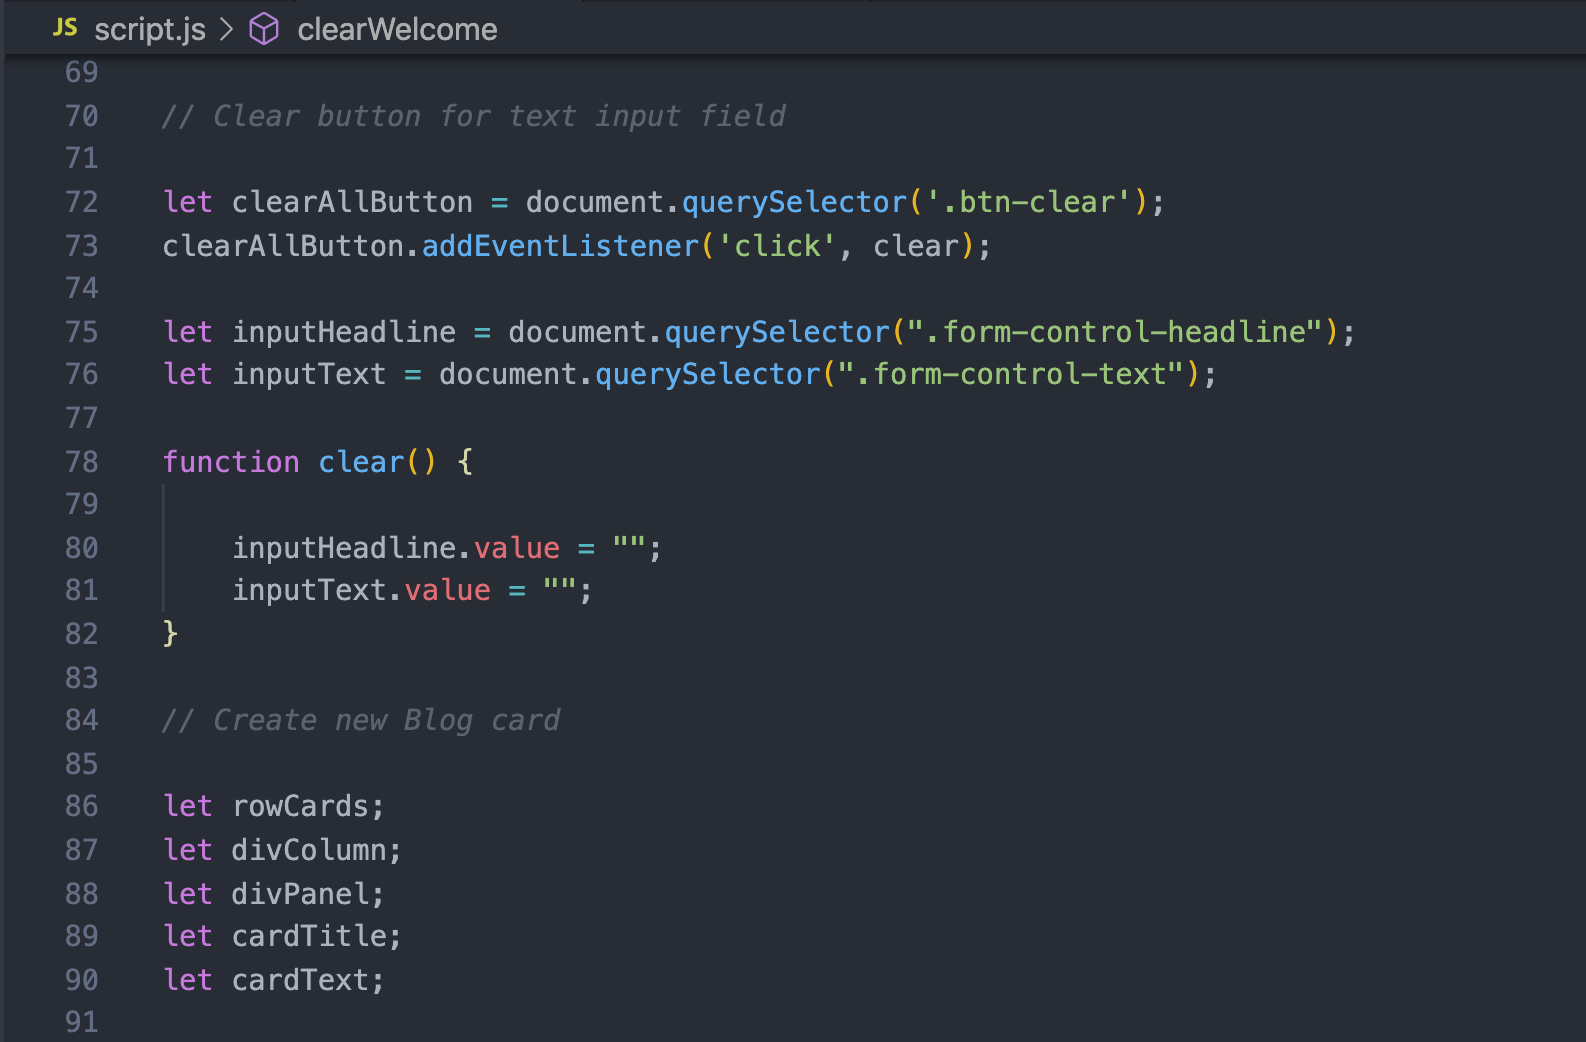 JS script.js > clearWelcome
69
70 // Clear button for text input field
71
72 let clearAllButton = document.querySelector('.btn-clear');
73 clearAllButton.addEventListener('click', clear);
74
75 let inputHeadline = document.querySelector(".form-control-headline");
76 let inputText = document.querySelector(".form-control-text");
77
78 function clear() {
79
80     inputHeadline.value = "";
81     inputText.value = "";
82 }
83
84 // Create new Blog card
85
86 let rowCards;
87 let divColumn;
88 let divPanel;
89 let cardTitle;
90 let cardText;
91